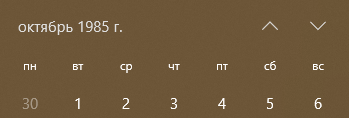 октябрь 1985 г.
пн вт ср чт пт сб вс
30 1 2 3 4 5 6